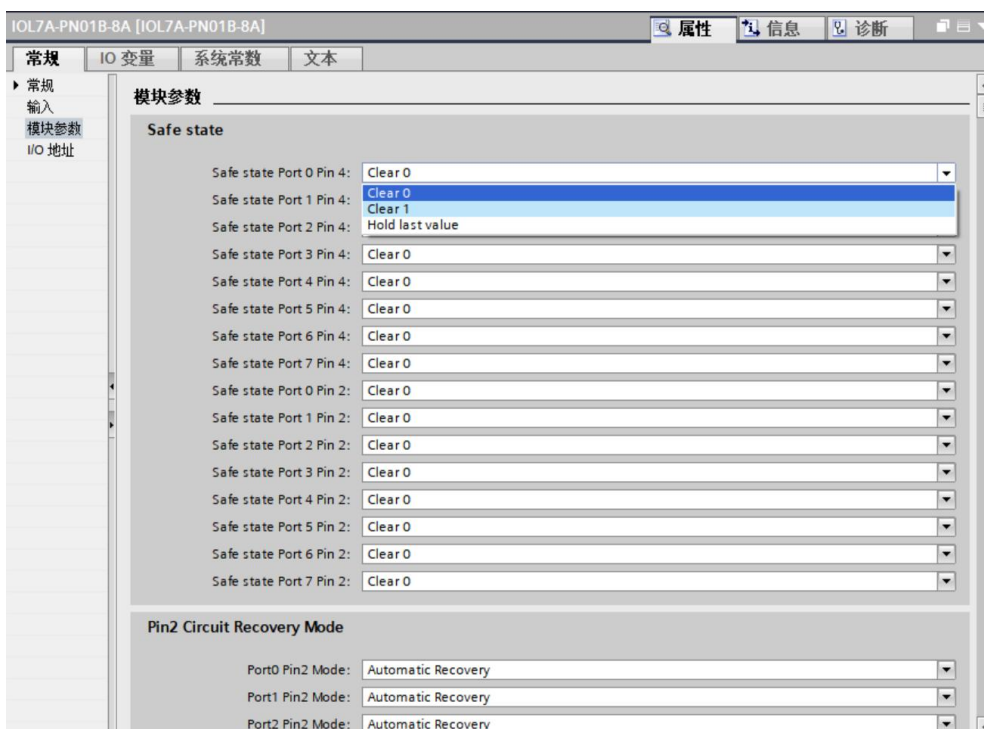 IOL7A-PN01B-8A [IOL7A-PN01B-8A]
属性
信息
诊断
常规
IO 变量
系统常数
文本
常规
输入
模块参数
I/O 地址
模块参数
Safe state
Safe state Port 0 Pin 4: Clear 0
Clear 0
Safe state Port 1 Pin 4:
Clear 1
Safe state Port 2 Pin 4:
Hold last value
Safe state Port 3 Pin 4: Clear 0
Safe state Port 4 Pin 4: Clear 0
Safe state Port 5 Pin 4: Clear 0
Safe state Port 6 Pin 4: Clear 0
Safe state Port 7 Pin 4: Clear 0
Safe state Port 0 Pin 2: Clear 0
Safe state Port 1 Pin 2: Clear 0
Safe state Port 2 Pin 2: Clear 0
Safe state Port 3 Pin 2: Clear 0
Safe state Port 4 Pin 2: Clear 0
Safe state Port 5 Pin 2: Clear 0
Safe state Port 6 Pin 2: Clear 0
Safe state Port 7 Pin 2: Clear 0
Pin2 Circuit Recovery Mode
Port0 Pin2 Mode: Automatic Recovery
Port1 Pin2 Mode: Automatic Recovery
Port2 Pin2 Mode: Automatic Recovery